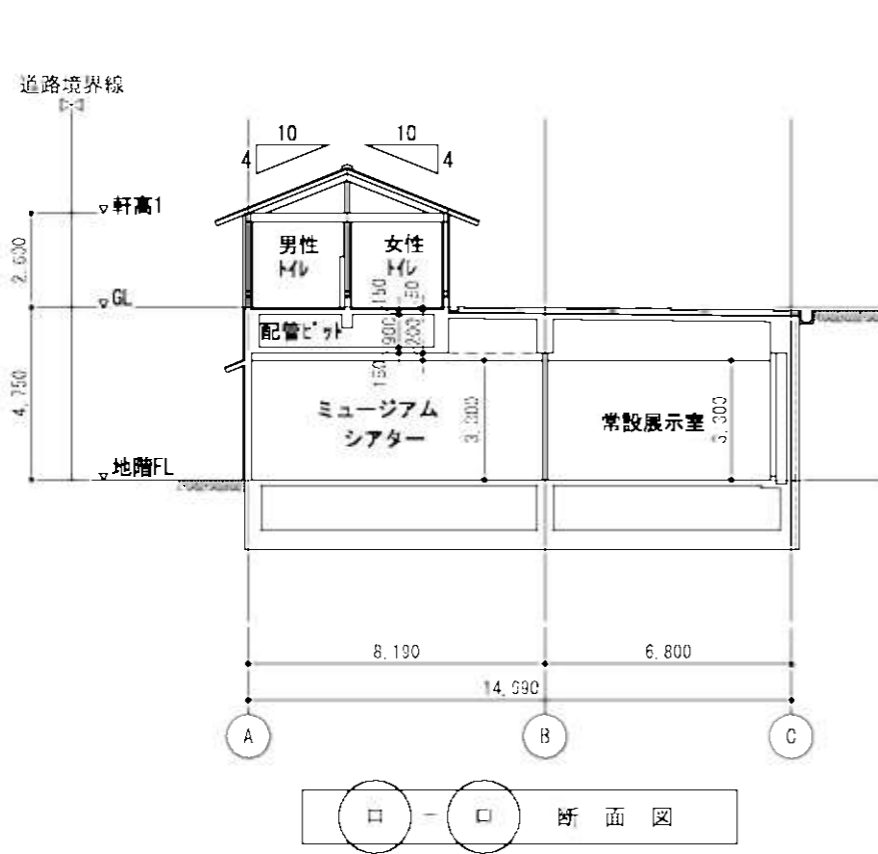 道路境界線
10
10
4
4
軒高1
2,600
男性
トイレ
女性
トイレ
GL
150
配管ピット
900
200
150
4,750
ミュージアム
シアター
3,300
常設展示室
3,300
地階FL
8,190
6,800
14,990
A
B
C
ロ - ロ 断面図